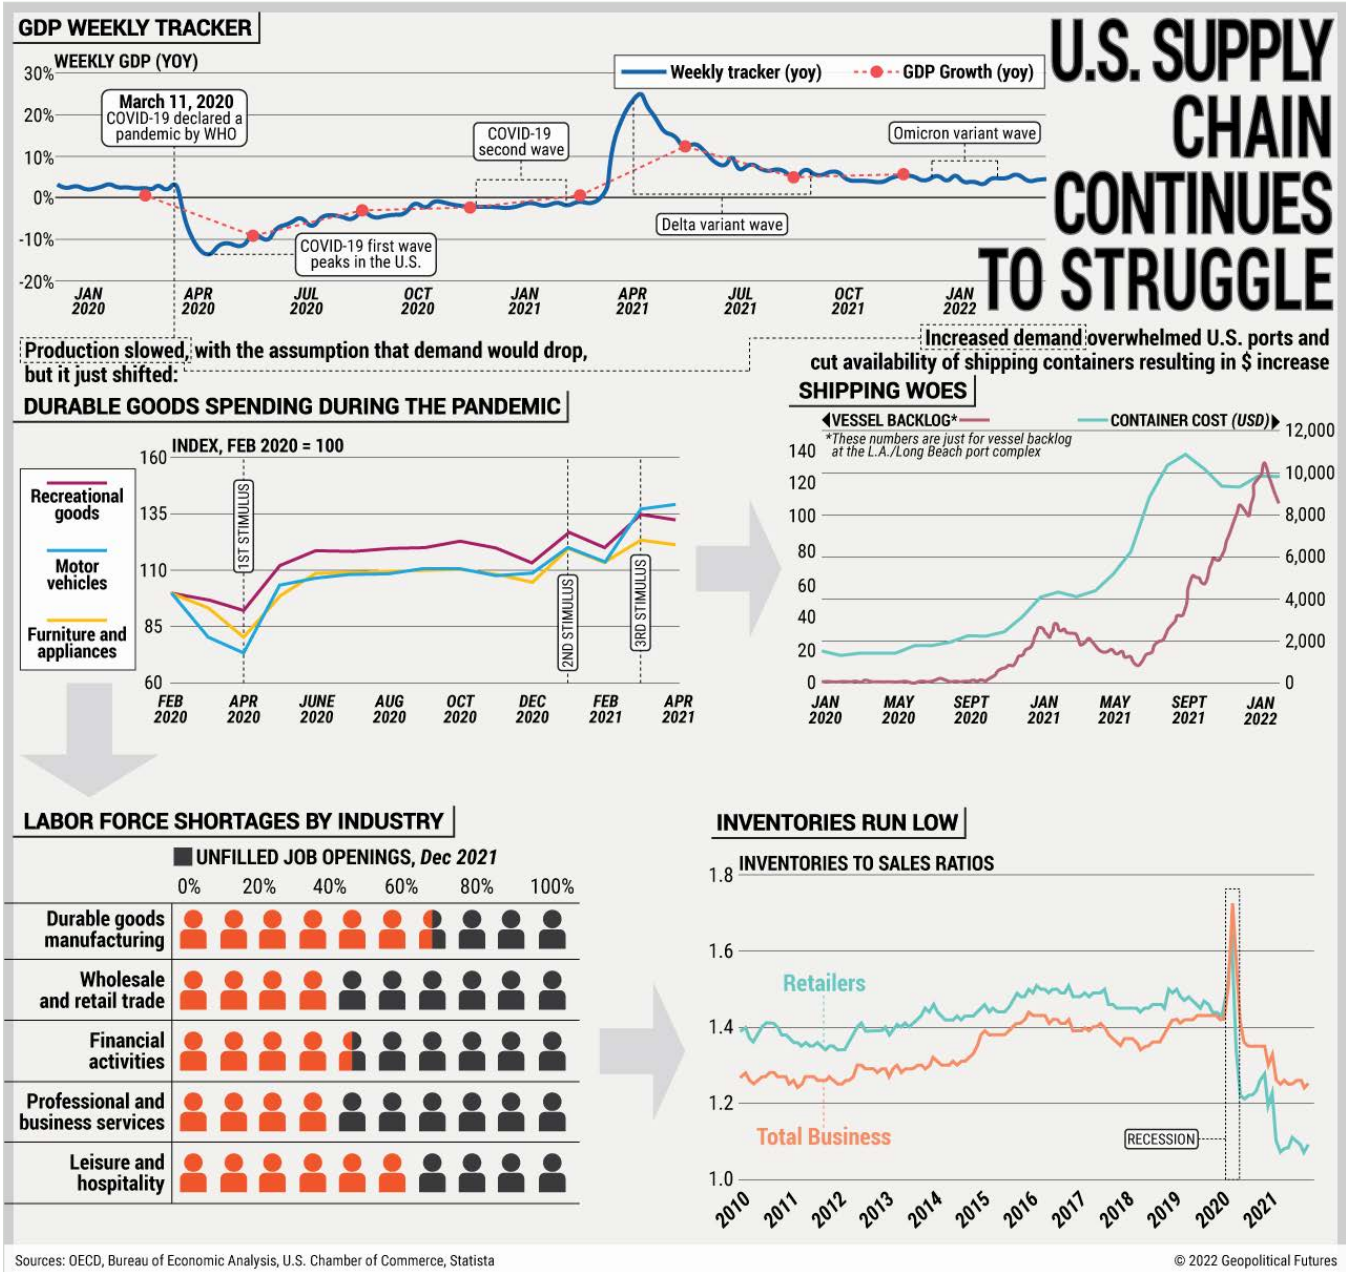 GDP WEEKLY TRACKER
U.S. SUPPLY
CHAIN
CONTINUES
TO STRUGGLE
WEEKLY GDP (YOY)
Weekly tracker (yoy)
GDP Growth (yoy)
30%
20%
10%
0%
-10%
-20%
March 11, 2020
COVID-19 declared a
pandemic by WHO
COVID-19
second wave
Omicron variant wave
Delta variant wave
COVID-19 first wave
peaks in the U.S.
JAN 2020
APR 2020
JUL 2020
OCT 2020
JAN 2021
APR 2021
JUL 2021
OCT 2021
JAN 2022
Production slowed, with the assumption that demand would drop,
but it just shifted:
Increased demand overwhelmed U.S. ports and
cut availability of shipping containers resulting in $ increase
DURABLE GOODS SPENDING DURING THE PANDEMIC
INDEX, FEB 2020 = 100
Recreational
goods
Motor
vehicles
Furniture and
appliances
160
135
110
85
60
1ST STIMULUS
2ND STIMULUS
3RD STIMULUS
FEB 2020
APR 2020
JUNE 2020
AUG 2020
OCT 2020
DEC 2020
FEB 2021
APR 2021
SHIPPING WOES
VESSEL BACKLOG*
CONTAINER COST (USD)
*These numbers are just for vessel backlog
at the L.A./Long Beach port complex
140
120
100
80
60
40
20
0
12,000
10,000
8,000
6,000
4,000
2,000
0
JAN 2020
MAY 2020
SEPT 2020
JAN 2021
MAY 2021
SEPT 2021
JAN 2022
LABOR FORCE SHORTAGES BY INDUSTRY
UNFILLED JOB OPENINGS, Dec 2021
0% 20% 40% 60% 80% 100%
Durable goods
manufacturing
Wholesale
and retail trade
Financial
activities
Professional and
business services
Leisure and
hospitality
INVENTORIES RUN LOW
INVENTORIES TO SALES RATIOS
1.8
1.6
1.4
1.2
1.0
Retailers
Total Business
RECESSION
2010 2011 2012 2013 2014 2015 2016 2017 2018 2019 2020 2021
Sources: OECD, Bureau of Economic Analysis, U.S. Chamber of Commerce, Statista
© 2022 Geopolitical Futures